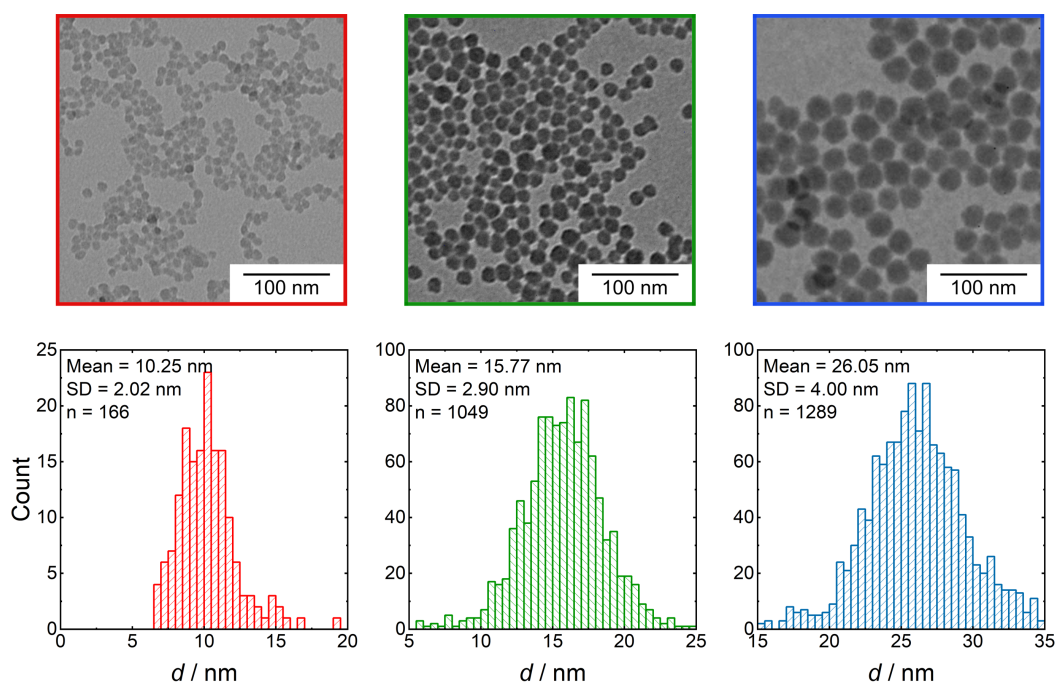 100 nm
100 nm
100 nm
Mean = 10.25 nm
SD = 2.02 nm
n = 166
25
20
15
10
5
0
Count
0
5
10
15
20
d / nm
Mean = 15.77 nm
SD = 2.90 nm
n = 1049
100
80
60
40
20
0
5
10
15
20
25
d / nm
Mean = 26.05 nm
SD = 4.00 nm
n = 1289
100
80
60
40
20
0
15
20
25
30
35
d / nm